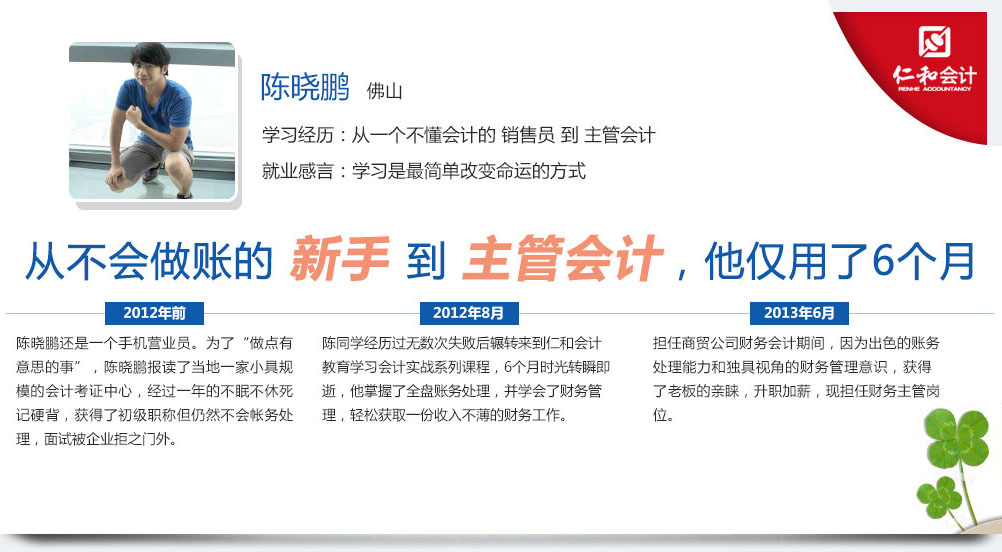 仁和会计
RENHE ACCOUNTANCY
陈晓鹏 佛山
学习经历：从一个不懂会计的 销售员 到 主管会计
就业感言：学习是最简单改变命运的方式
从不会做账的 新手 到 主管会计，他仅用了6个月
2012年前
陈晓鹏还是一个手机营业员。为了“做点有
意思的事”，陈晓鹏报读了当地一家小具规
模的会计考证中心，经过一年的不眠不休死
记硬背，获得了初级职称但仍然不会帐务处
理，面试被企业拒之门外。
2012年8月
陈同学经历过无数次失败后辗转来到仁和会计
教育学习会计实战系列课程，6个月时光转瞬即
逝，他掌握了全盘账务处理，并学会了财务管
理，轻松获取一份收入不薄的财务工作。
2013年6月
担任商贸公司财务会计期间，因为出色的账务
处理能力和独具视角的财务管理意识，获得
了老板的亲睐，升职加薪，现担任财务主管岗
位。